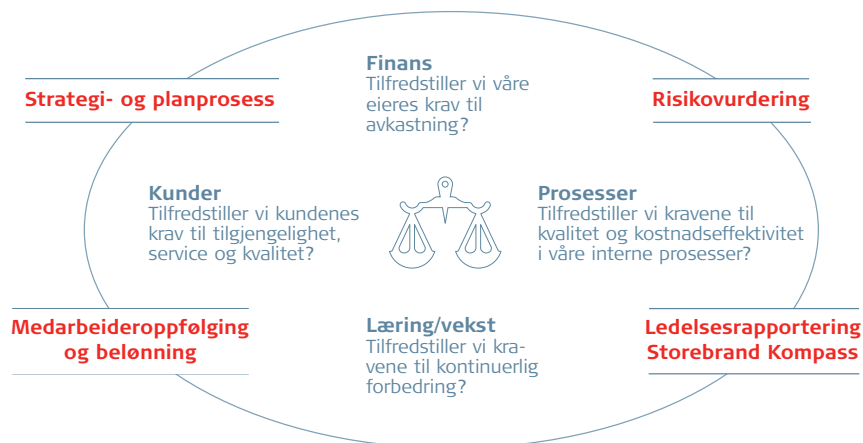 Finans
Tilfredstiller vi våre
eieres krav til
avkastning?
Strategi- og planprosess
Risikovurdering
Kunder
Tilfredstiller vi kundenes
krav til tilgjengelighet,
service og kvalitet?
Prosesser
Tilfredstiller vi kravene til
kvalitet og kostnadseffektivitet
i våre interne prosesser?
Medarbeideroppfølging
og belønning
Læring/vekst
Tilfredstiller vi kra-
vene til kontinuerlig
forbedring?
Ledelsesrapportering
Storebrand Kompass